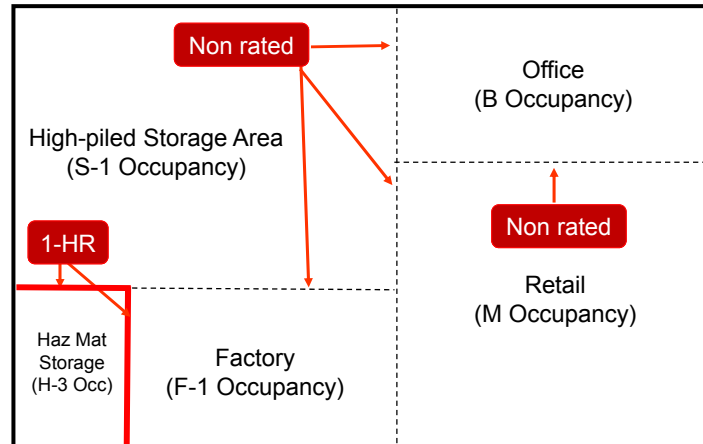 Non rated
Office
(B Occupancy)
High-piled Storage Area
(S-1 Occupancy)
1-HR
Non rated
Retail
(M Occupancy)
Haz Mat
Storage
(H-3 Occ)
Factory
(F-1 Occupancy)